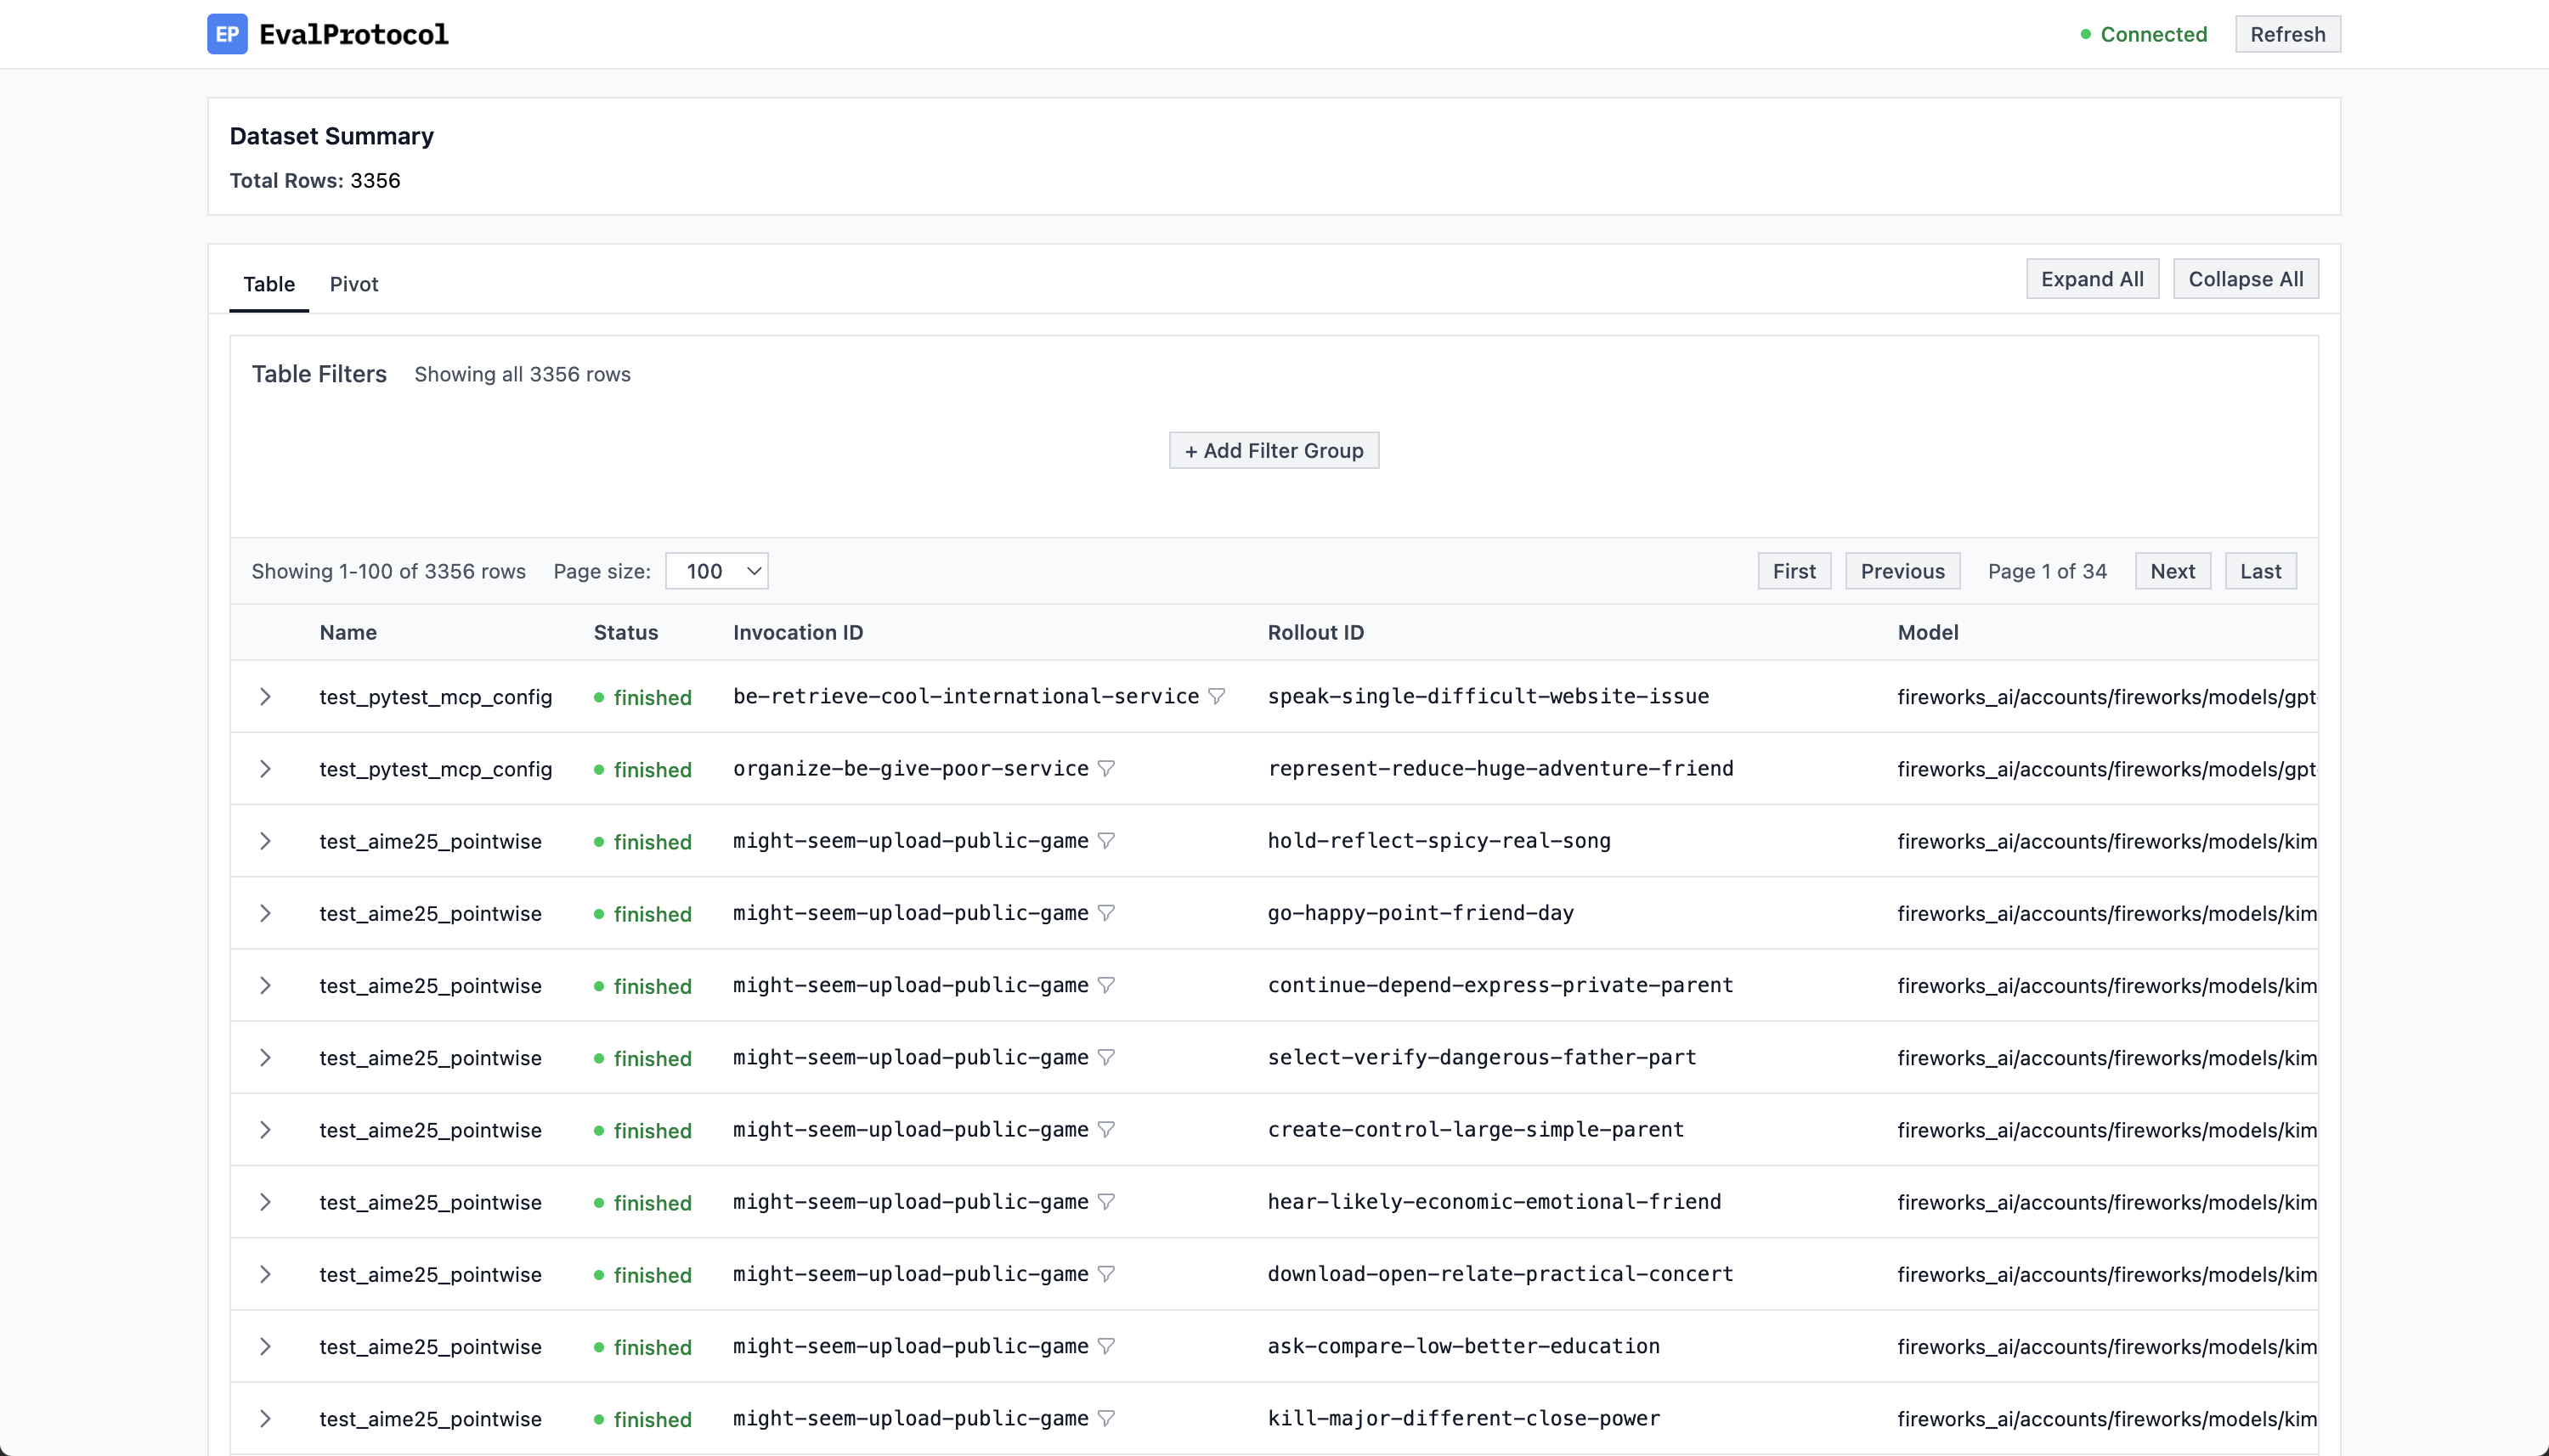 EP EvalProtocol
Connected Refresh
Dataset Summary
Total Rows: 3356
Table Pivot Expand All Collapse All
Table Filters Showing all 3356 rows
+ Add Filter Group
Showing 1-100 of 3356 rows Page size: 100 First Previous Page 1 of 34 Next Last
Name Status Invocation ID Rollout ID Model
test_pytest_mcp_config finished be-retrieve-cool-international-service speak-single-difficult-website-issue fireworks_ai/accounts/fireworks/models/gpt-
test_pytest_mcp_config finished organize-be-give-poor-service represent-reduce-huge-adventure-friend fireworks_ai/accounts/fireworks/models/gpt-
test_aime25_pointwise finished might-seem-upload-public-game hold-reflect-spicy-real-song fireworks_ai/accounts/fireworks/models/kim
test_aime25_pointwise finished might-seem-upload-public-game go-happy-point-friend-day fireworks_ai/accounts/fireworks/models/kim
test_aime25_pointwise finished might-seem-upload-public-game continue-depend-express-private-parent fireworks_ai/accounts/fireworks/models/kim
test_aime25_pointwise finished might-seem-upload-public-game select-verify-dangerous-father-part fireworks_ai/accounts/fireworks/models/kim
test_aime25_pointwise finished might-seem-upload-public-game create-control-large-simple-parent fireworks_ai/accounts/fireworks/models/kim
test_aime25_pointwise finished might-seem-upload-public-game hear-likely-economic-emotional-friend fireworks_ai/accounts/fireworks/models/kim
test_aime25_pointwise finished might-seem-upload-public-game download-open-relate-practical-concert fireworks_ai/accounts/fireworks/models/kim
test_aime25_pointwise finished might-seem-upload-public-game ask-compare-low-better-education fireworks_ai/accounts/fireworks/models/kim
test_aime25_pointwise finished might-seem-upload-public-game kill-major-different-close-power fireworks_ai/accounts/fireworks/models/kim